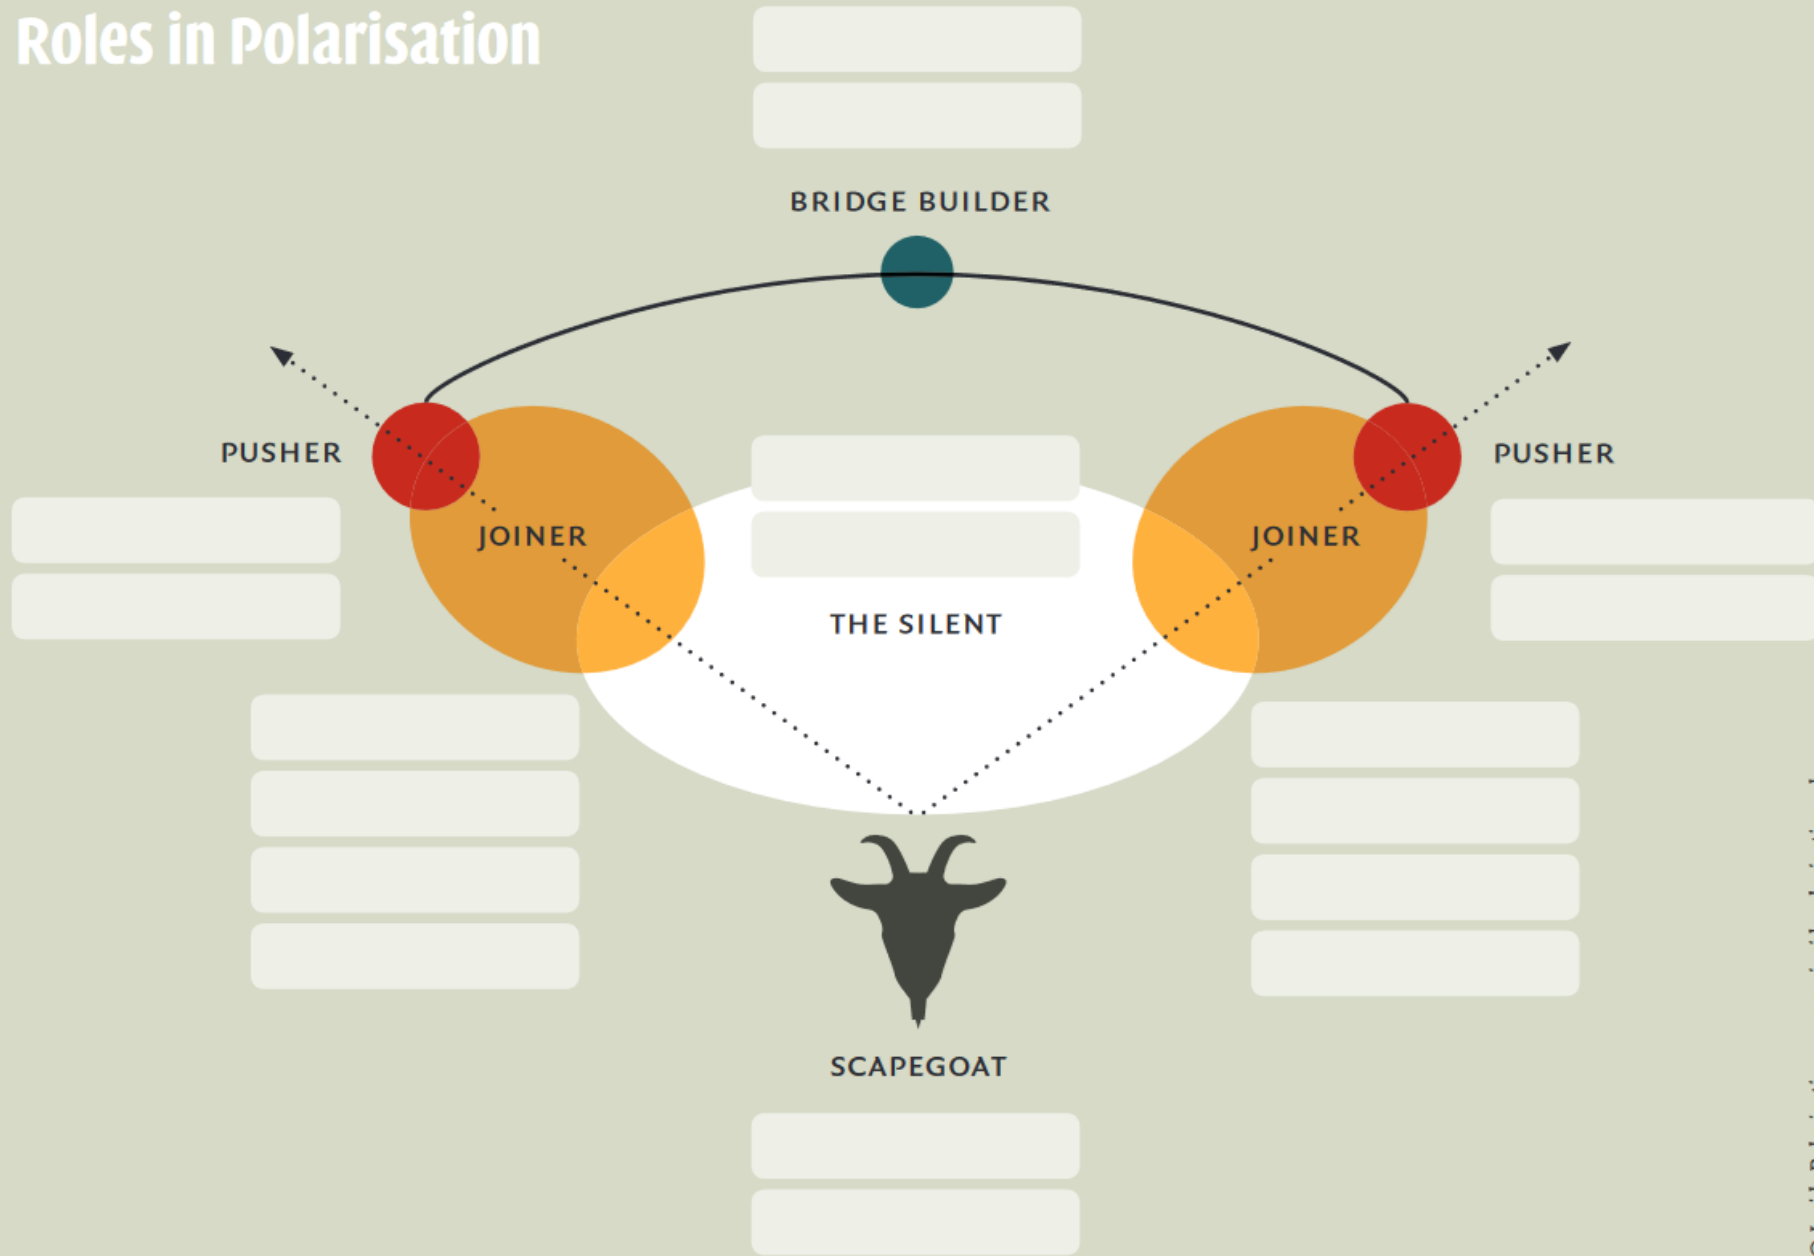 Roles in Polarisation
BRIDGE BUILDER
PUSHER
PUSHER
JOINER
JOINER
THE SILENT
SCAPEGOAT